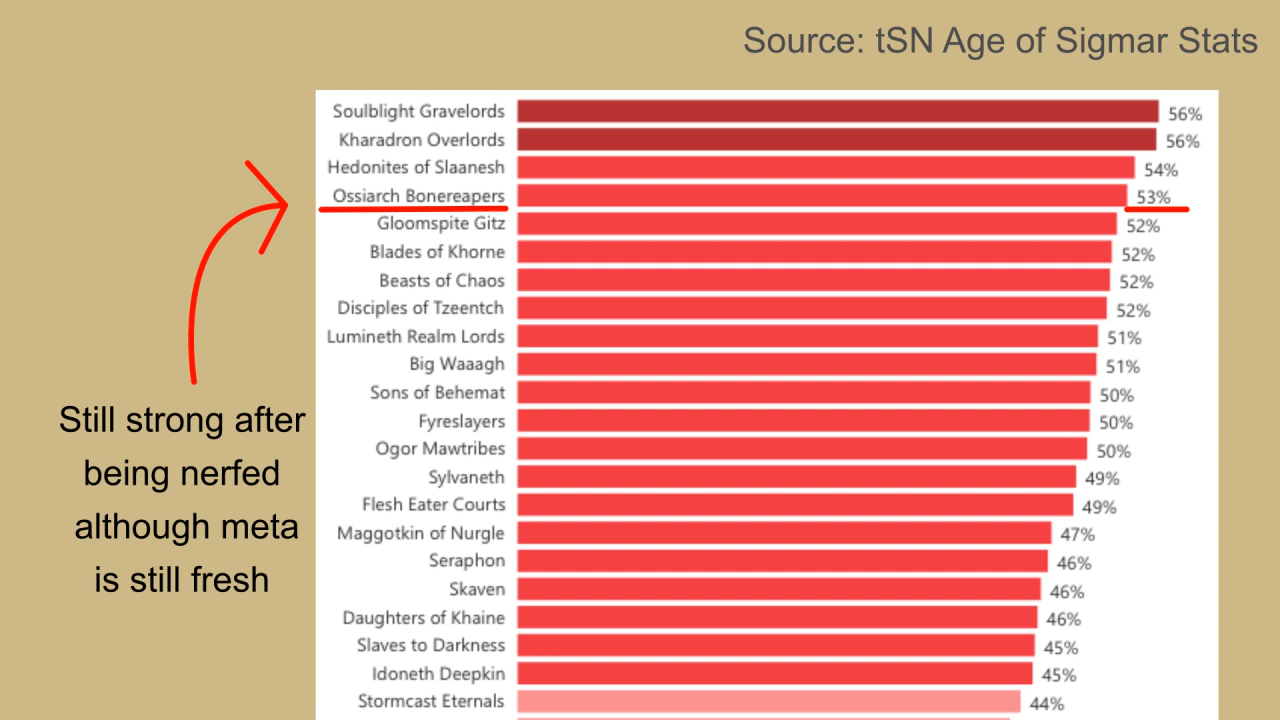 Source: tSN Age of Sigmar Stats
Soulblight Gravelords 56%
Kharadron Overlords 56%
Hedonites of Slaanesh 54%
Ossiarch Bonereapers 53%
Gloomspite Gitz 52%
Blades of Khorne 52%
Beasts of Chaos 52%
Disciples of Tzeentch 52%
Lumineth Realm Lords 51%
Big Waaagh 51%
Sons of Behemat 50%
Fyreslayers 50%
Ogor Mawtribes 50%
Sylvaneth 49%
Flesh Eater Courts 49%
Maggotkin of Nurgle 47%
Seraphon 46%
Skaven 46%
Daughters of Khaine 46%
Slaves to Darkness 45%
Idoneth Deepkin 45%
Stormcast Eternals 44%
Still strong after
being nerfed
although meta
is still fresh